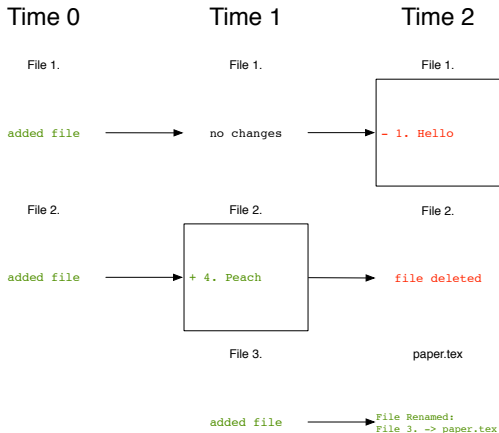 Time 0 Time 1 Time 2
File 1. File 1. File 1.
added file no changes - 1. Hello
File 2. File 2. File 2.
added file + 4. Peach file deleted
File 3. paper.tex
added file File Renamed:
File 3. -> paper.tex